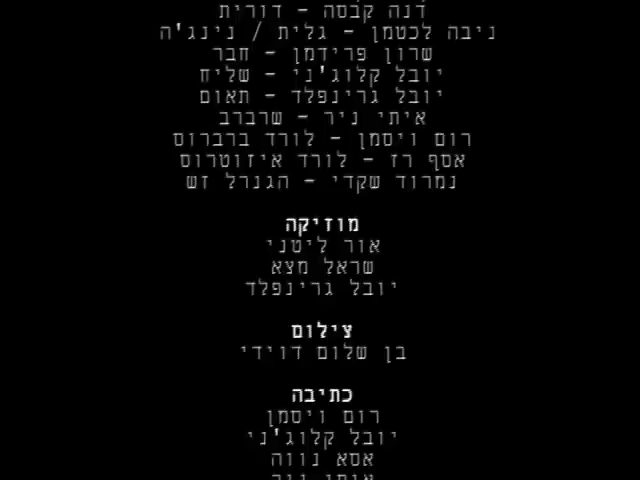 דנה קבסה - דורית
ניבה לכטמן - גלית / נינג'ה
שרון פרידמן - חבר
יובל קלוג'ני - שליח
יובל גרינפלד - תאום
איתי ניר - שרברב
רום ויסמן - לורד ברברוס
אסף רז - לורד איזוטרוס
נמרוד שקדי - הגנרל זש
מוזיקה
אור ליטני
שראל מצא
יובל גרינפלד
צילום
בן שלום דוידי
כתיבה
רום ויסמן
יובל קלוג'ני
אסא נווה